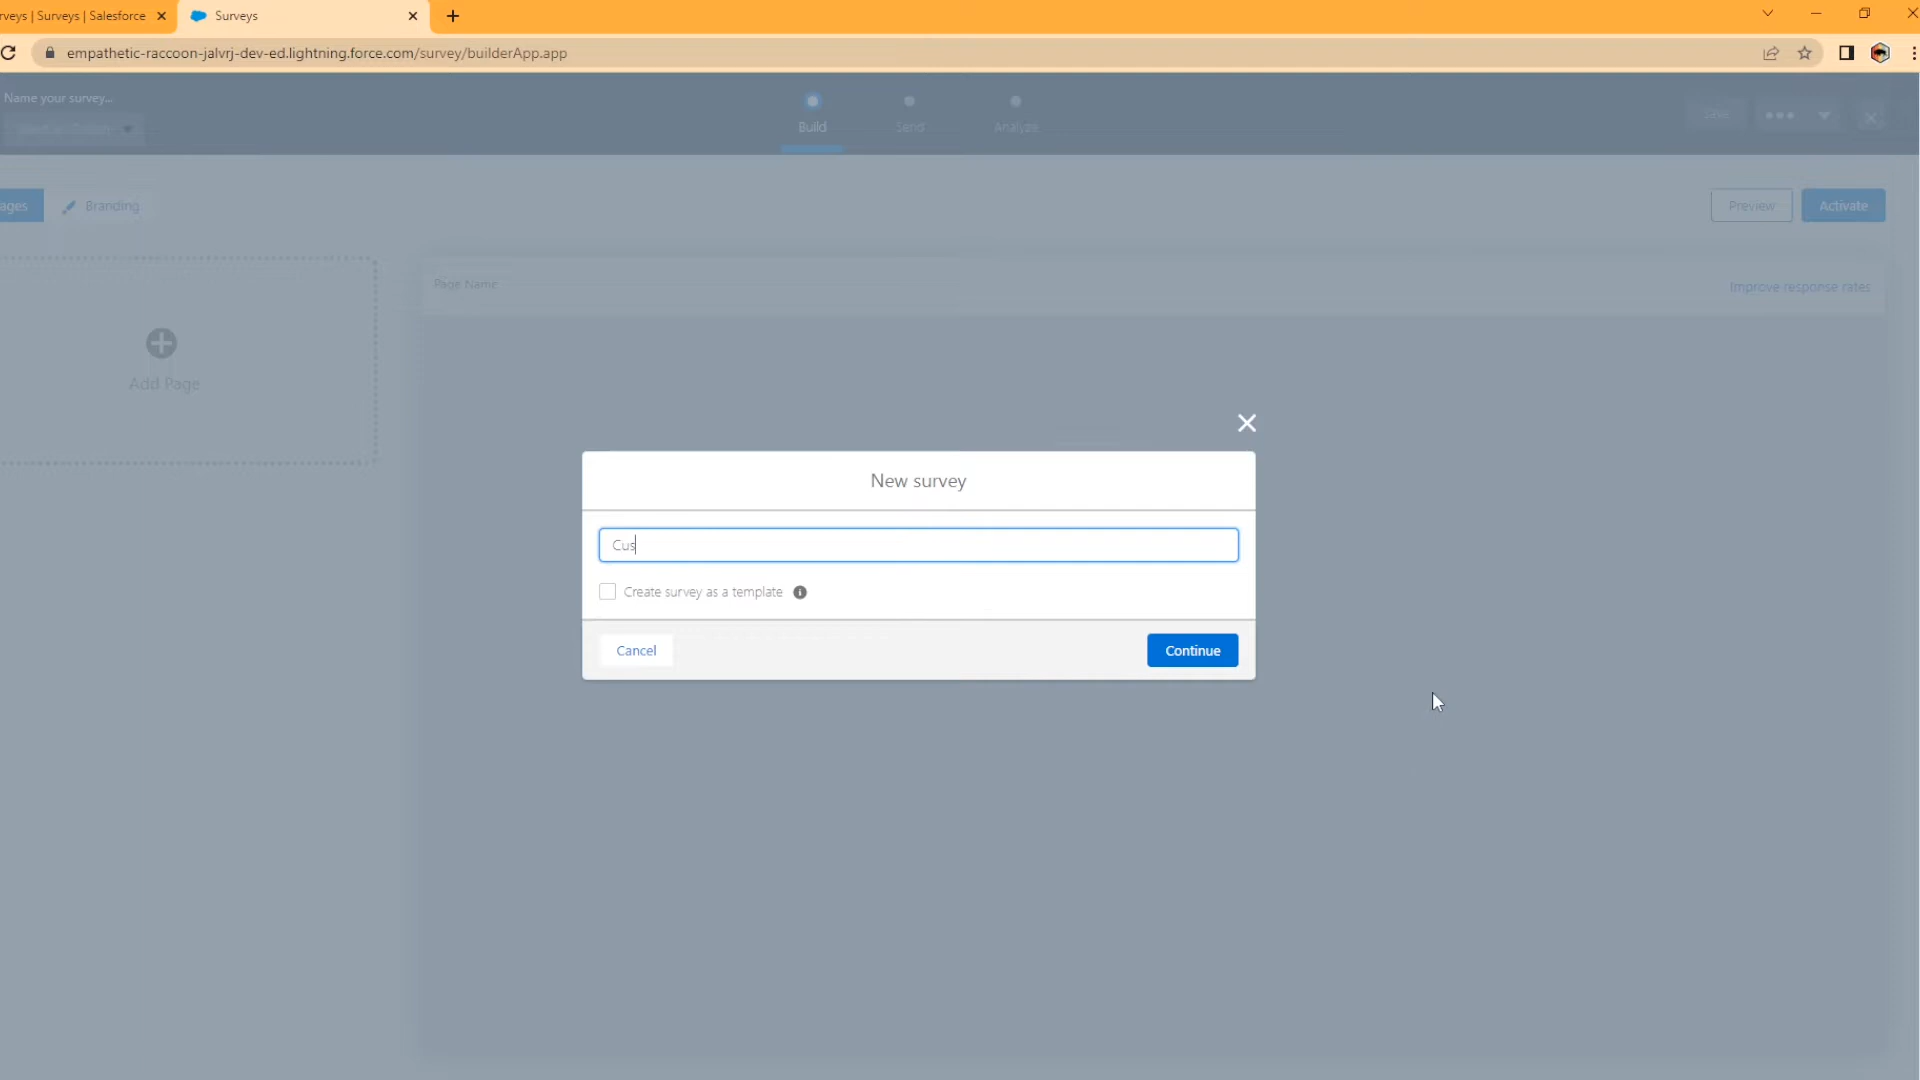 rveys | Surveys | Salesforce
Surveys
empathetic-raccoon-jalvrj-dev-ed.lightning.force.com/survey/builderApp.app
Name your survey...
Build
Send
Analyze
Save
ages
Branding
Preview
Activate
Page Name
Improve response rates
Add Page
New survey
Cus
Create survey as a template
Cancel
Continue